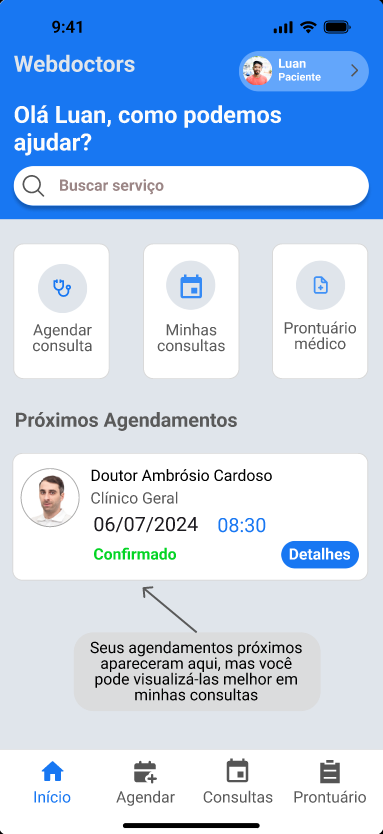 9:41
Webdoctors
Luan
Paciente
Olá Luan, como podemos
ajudar?
Buscar serviço
Agendar
consulta
Minhas
consultas
Prontuário
médico
Próximos Agendamentos
Doutor Ambrósio Cardoso
Clínico Geral
06/07/2024 08:30
Confirmado
Detalhes
Seus agendamentos próximos
apareceram aqui, mas você
pode visualizá-las melhor em
minhas consultas
Início
Agendar
Consultas
Prontuário